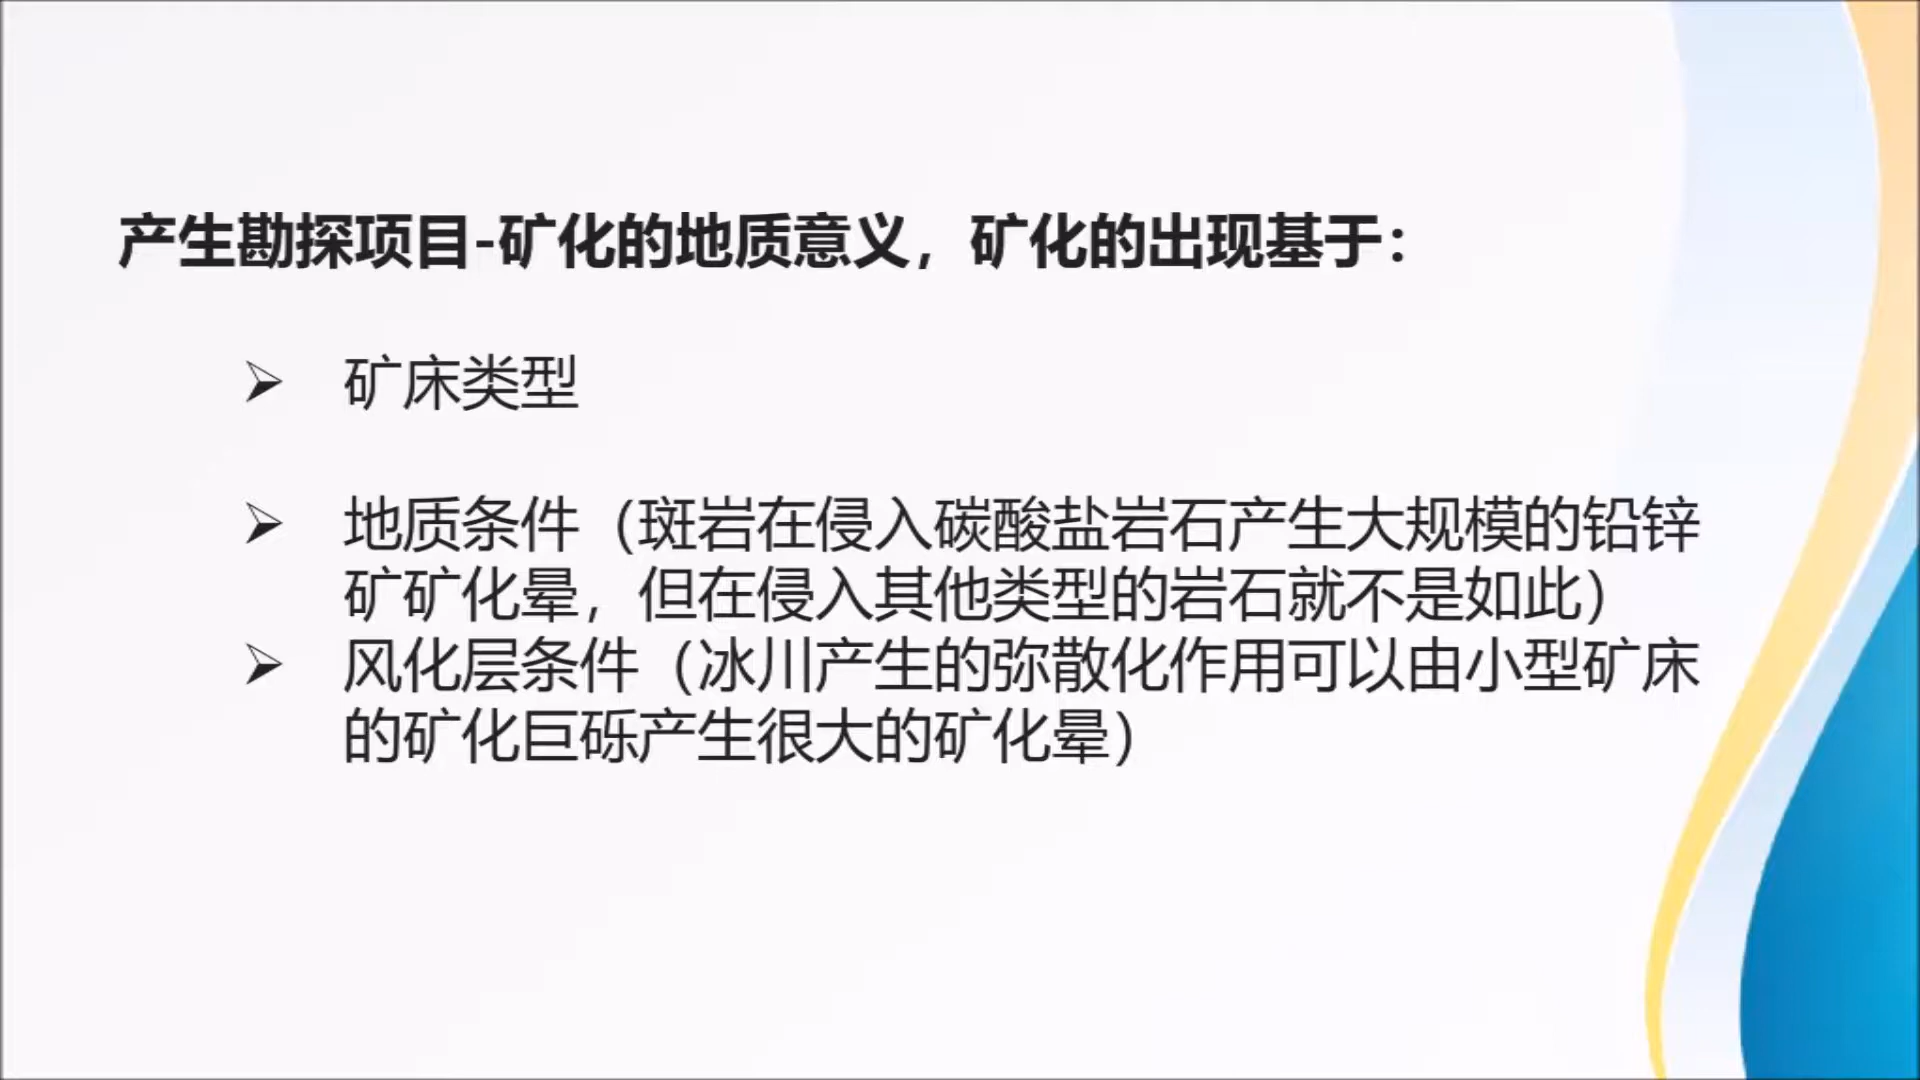 产生勘探项目-矿化的地质意义，矿化的出现基于：
➢ 矿床类型
➢ 地质条件（斑岩在侵入碳酸盐岩石产生大规模的铅锌
矿矿化晕，但在侵入其他类型的岩石就不是如此）
➢ 风化层条件（冰川产生的弥散化作用可以由小型矿床
的矿化巨砾产生很大的矿化晕）